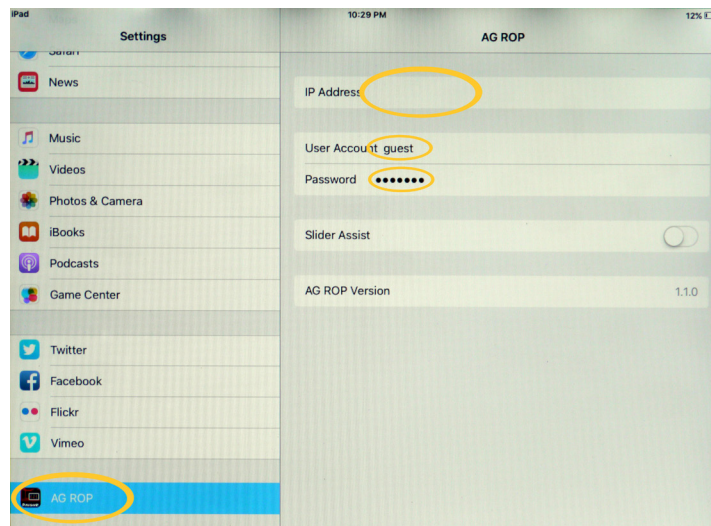 iPad
10:29 PM
12%
Settings
AG ROP
Safari
News
Music
Videos
Photos & Camera
iBooks
Podcasts
Game Center
Twitter
Facebook
Flickr
Vimeo
AG ROP
IP Address
User Account guest
Password •••••••
Slider Assist
AG ROP Version 1.1.0